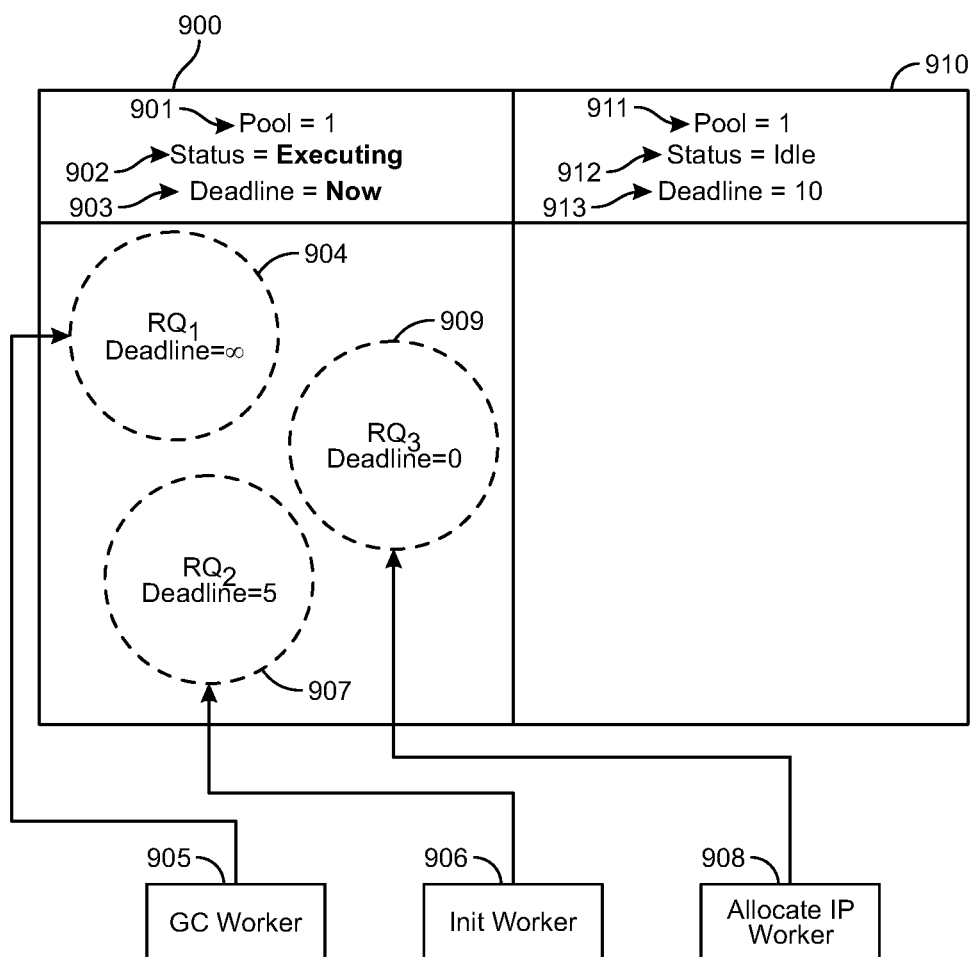 900
910
901
Pool = 1
902
Status = Executing
903
Deadline = Now
911
Pool = 1
912
Status = Idle
913
Deadline = 10
904
RQ1
Deadline=∞
909
RQ3
Deadline=0
RQ2
Deadline=5
907
905
GC Worker
906
Init Worker
908
Allocate IP
Worker